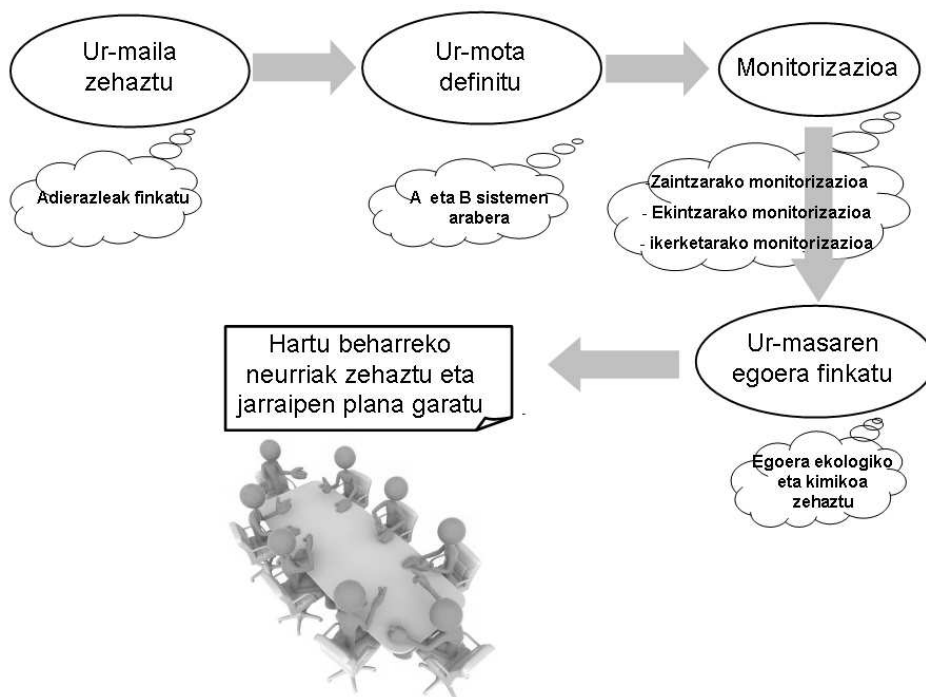 Ur-maila
zehaztu
Ur-mota
definitu
Monitorizazioa
Adierazleak finkatu
A eta B sistemen
arabera
Zaintzarako monitorizazioa
- Ekintzarako monitorizazioa
- ikerketarako monitorizazioa
Hartu beharreko
neurriak zehaztu eta
jarraipen plana garatu
Ur-masaren
egoera finkatu
Egoera ekologiko
eta kimikoa
zehaztu